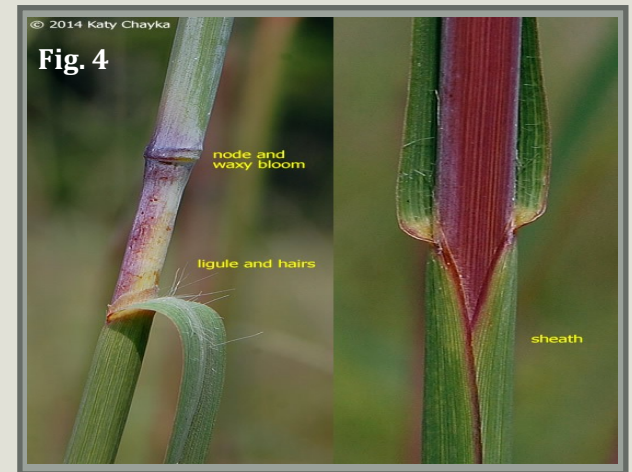 © 2014 Katy Chayka
Fig. 4
node and
waxy bloom
ligule and hairs
sheath